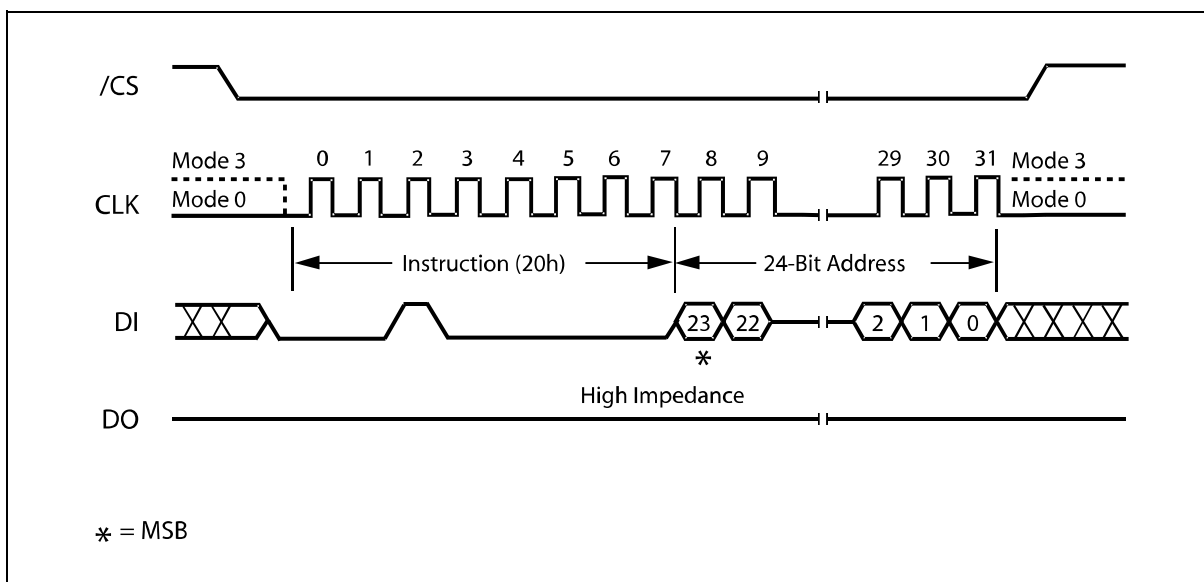 /CS
Mode 3 0 1 2 3 4 5 6 7 8 9 29 30 31 Mode 3
CLK Mode 0 Mode 0
Instruction (20h) 24-Bit Address
DI 23 22 2 1 0
*
High Impedance
DO
* = MSB